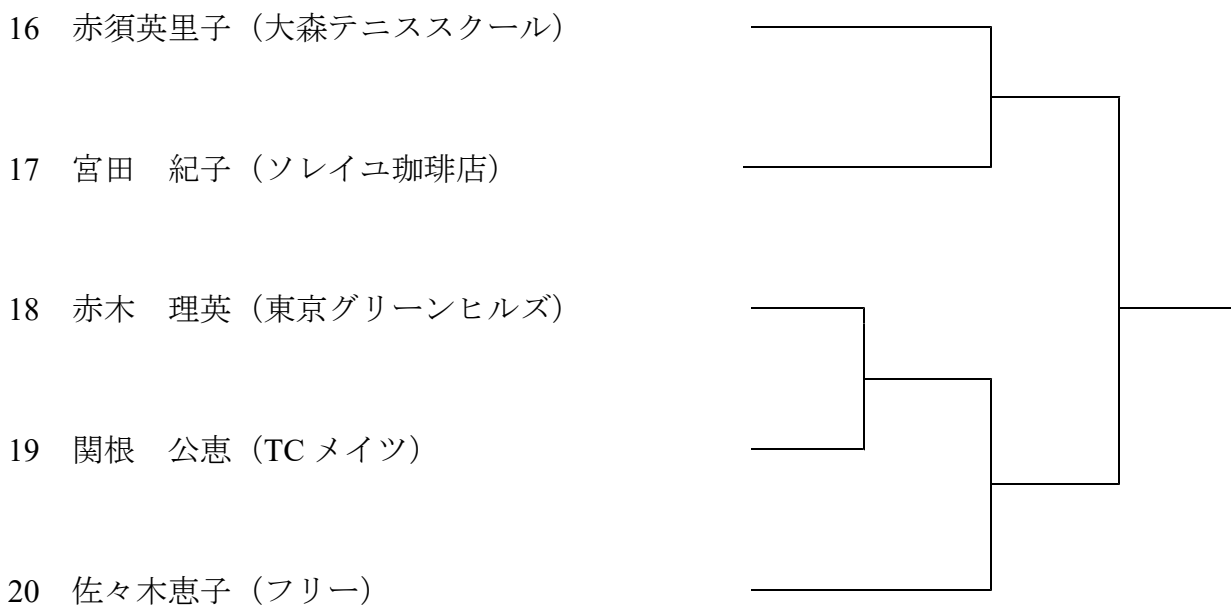 16　赤須英里子（大森テニススクール）
17　宮田　紀子（ソレイユ珈琲店）
18　赤木　理英（東京グリーンヒルズ）
19　関根　公恵（TC メイツ）
20　佐々木恵子（フリー）